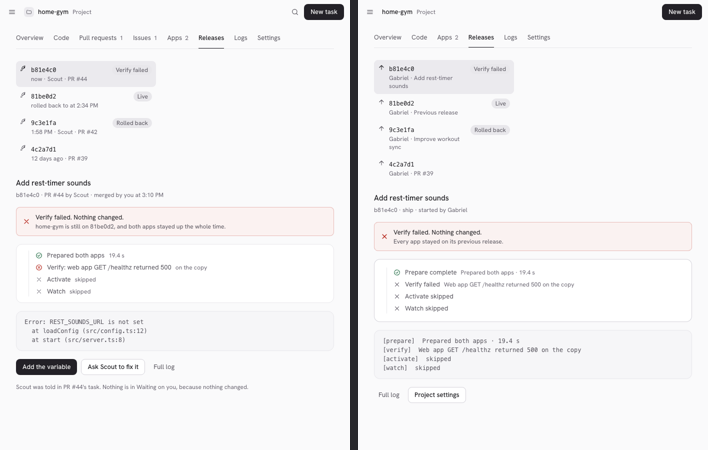 home-gym Project
New task
Overview Code Pull requests 1 Issues 1 Apps 2 Releases Logs Settings
b81e4c0 Verify failed
now · Scout · PR #44
81be0d2 Live
rolled back to at 2:34 PM
9c3e1fa Rolled back
1:58 PM · Scout · PR #42
4c2a7d1
12 days ago · PR #39
Add rest-timer sounds
b81e4c0 · PR #44 by Scout · merged by you at 3:10 PM
Verify failed. Nothing changed.
home-gym is still on 81be0d2, and both apps stayed up the whole time.
Prepared both apps 19.4 s
Verify: web app GET /healthz returned 500 on the copy
Activate skipped
Watch skipped
Error: REST_SOUNDS_URL is not set
at loadConfig (src/config.ts:12)
at start (src/server.ts:8)
Add the variable Ask Scout to fix it Full log
Scout was told in PR #44's task. Nothing is in Waiting on you, because nothing changed.
home-gym Project
New task
Overview Code Apps 2 Releases Logs Settings
b81e4c0 Verify failed
Gabriel · Add rest-timer
sounds
81be0d2 Live
Gabriel · Previous release
9c3e1fa Rolled back
Gabriel · Improve workout
sync
4c2a7d1
Gabriel · PR #39
Add rest-timer sounds
b81e4c0 · ship · started by Gabriel
Verify failed. Nothing changed.
Every app stayed on its previous release.
Prepare complete Prepared both apps · 19.4 s
Verify failed Web app GET /healthz returned 500 on the copy
Activate skipped
Watch skipped
[prepare] Prepared both apps · 19.4 s
[verify] Web app GET /healthz returned 500 on the copy
[activate] skipped
[watch] skipped
Full log Project settings